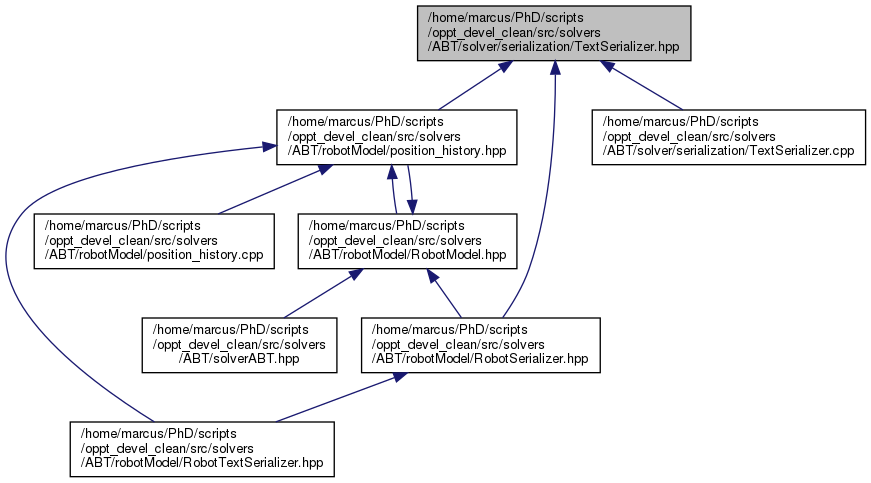 /home/marcus/PhD/scripts
/oppt_devel_clean/src/solvers
/ABT/solver/serialization/TextSerializer.hpp
/home/marcus/PhD/scripts
/oppt_devel_clean/src/solvers
/ABT/robotModel/position_history.hpp
/home/marcus/PhD/scripts
/oppt_devel_clean/src/solvers
/ABT/solver/serialization/TextSerializer.cpp
/home/marcus/PhD/scripts
/oppt_devel_clean/src/solvers
/ABT/robotModel/position_history.cpp
/home/marcus/PhD/scripts
/oppt_devel_clean/src/solvers
/ABT/robotModel/RobotModel.hpp
/home/marcus/PhD/scripts
/oppt_devel_clean/src/solvers
/ABT/solverABT.hpp
/home/marcus/PhD/scripts
/oppt_devel_clean/src/solvers
/ABT/robotModel/RobotSerializer.hpp
/home/marcus/PhD/scripts
/oppt_devel_clean/src/solvers
/ABT/robotModel/RobotTextSerializer.hpp